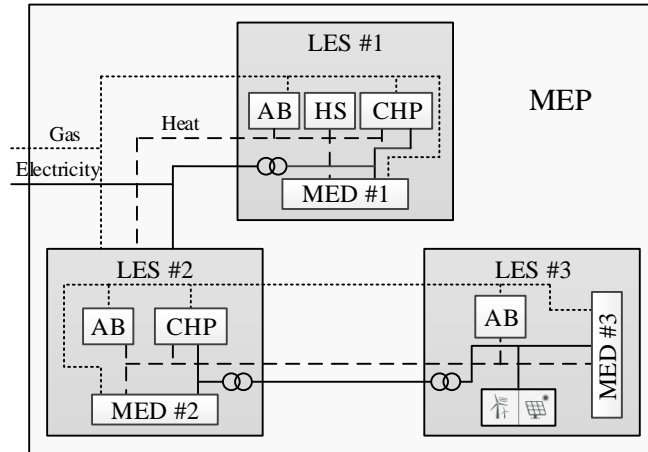 LES #1
MEP
AB HS CHP
Heat
Gas
Electricity
MED #1
LES #2
LES #3
AB CHP
AB
MED #3
MED #2